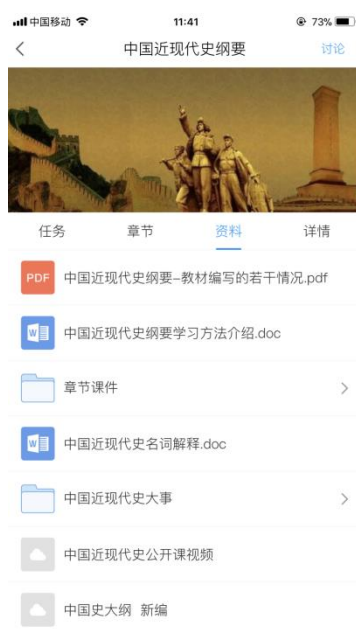 中国移动 11:41 73%
中国近现代史纲要 讨论
任务 章节 资料 详情
PDF 中国近现代史纲要-教材编写的若干情况.pdf
W 中国近现代史纲要学习方法介绍.doc
章节课件
W 中国近现代史名词解释.doc
中国近现代史大事
中国近现代史公开课视频
中国史大纲 新编